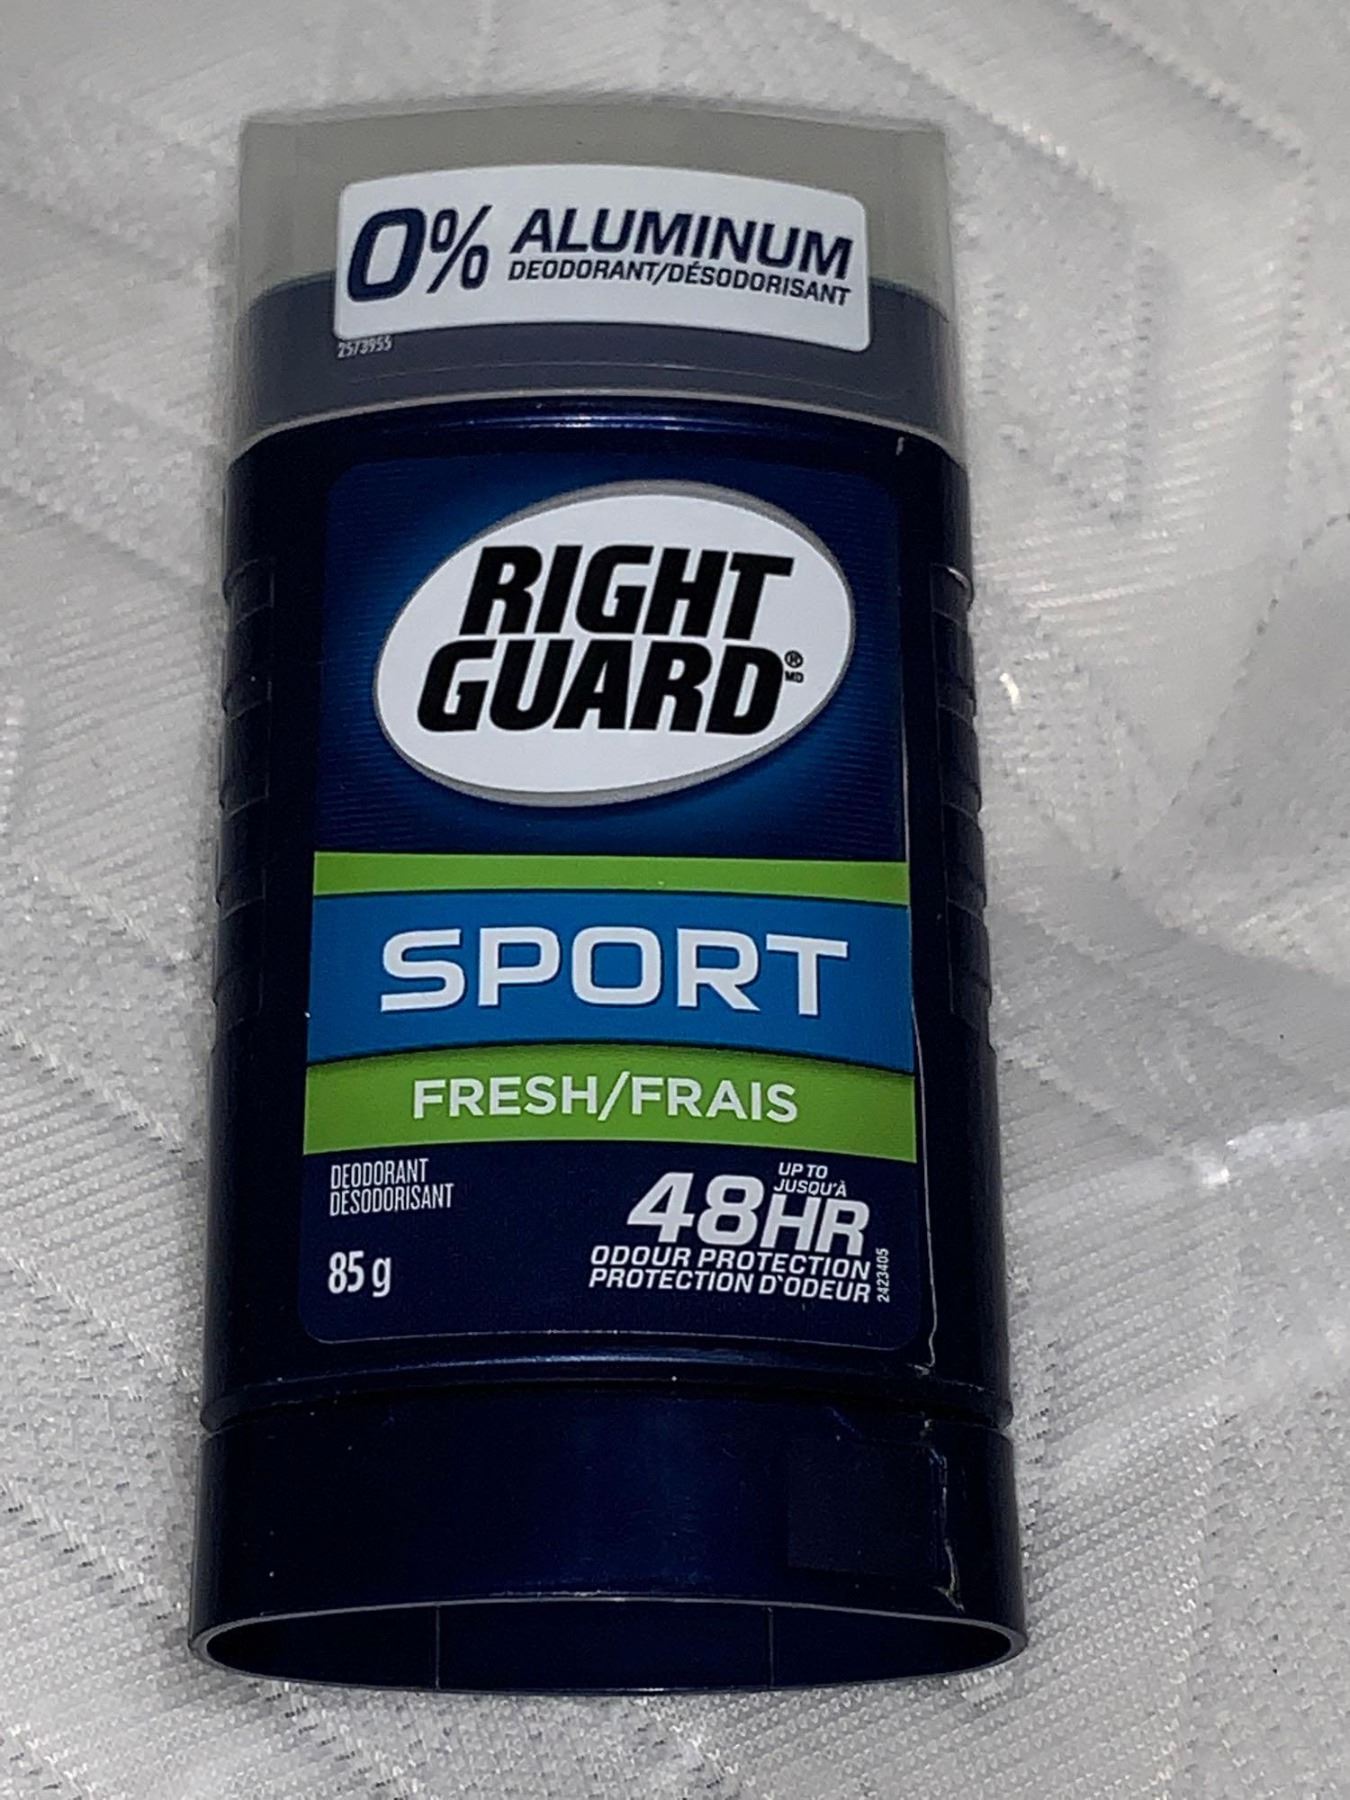 0% ALUMINUM
DEODORANT/DÉSODORISANT
2573955
RIGHT
GUARD®
MD
SPORT
FRESH/FRAIS
DEODORANT
DÉSODORISANT
85 g
UP TO
JUSQU'À
48HR
ODOUR PROTECTION
PROTECTION D'ODEUR
2423405